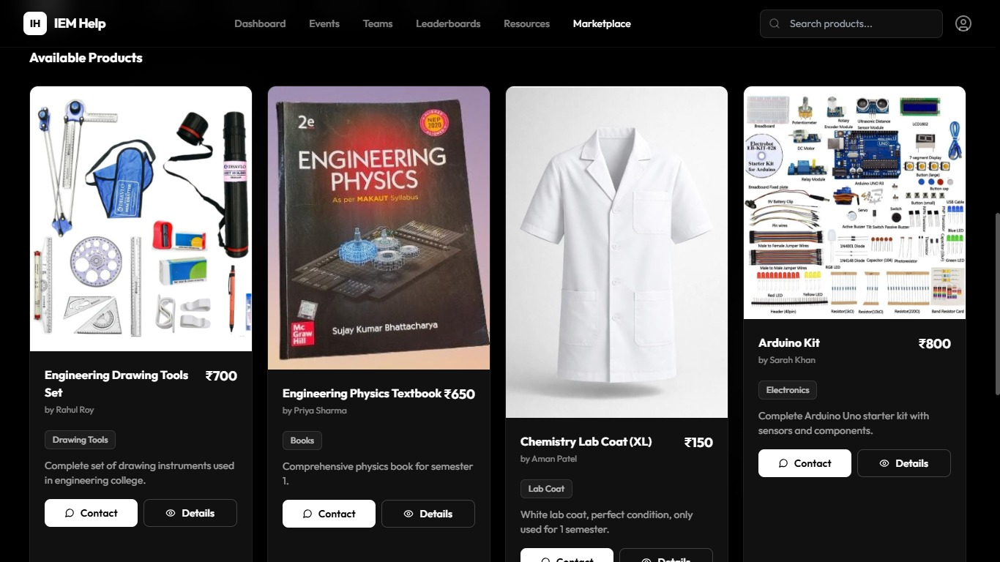 IH IEM Help
Dashboard Events Teams Leaderboards Resources Marketplace
Search products...
Available Products
DHAVLO
MINI DRAFTER
DHAVLO
Engineering Drawing Tools Set ₹700
by Rahul Roy
Drawing Tools
Complete set of drawing instruments used
in engineering college.
Contact Details
2e
ALIGNED
NEP
2020
ALIGNED
ENGINEERING
PHYSICS
As per MAKAUT Syllabus
Mc
Graw
Hill
Sujay Kumar Bhattacharya
Engineering Physics Textbook ₹650
by Priya Sharma
Books
Comprehensive physics book for semester
1.
Contact Details
Chemistry Lab Coat (XL) ₹150
by Aman Patel
Lab Coat
White lab coat, perfect condition, only
used for 1 semester.
Contact Details
Breadboard
Potentiometer
Rotary
Encoder Module
Ultrasonic Distance
Sensor Module
LCD1602
Electrobot
EB-KIT-028
Starter Kit
for Arduino
DC Motor
Relay Module
UNO
Arduino UNO R3
7-segment Display
Button (large)
Button cap
Breadboard Fixed plate
9V Battery Clip
Servo
Switch
Button (small)
USB Cable
Pin wires
Active Buzzer
Tilt Switch
Passive Buzzer
Blue LED
Male to Female Jumper Wires
1N4001 Diode
1N4148 Diode
Capacitor (104)
Photoresistor
Thermistor
Green LED
Male to Male Jumper Wires
RGB LED
Red LED
Yellow LED
Header (40pin)
Resistor(1kΩ)
Resistor(10kΩ)
Resistor(220Ω)
Band Resistor Card
Arduino Kit ₹800
by Sarah Khan
Electronics
Complete Arduino Uno starter kit with
sensors and components.
Contact Details